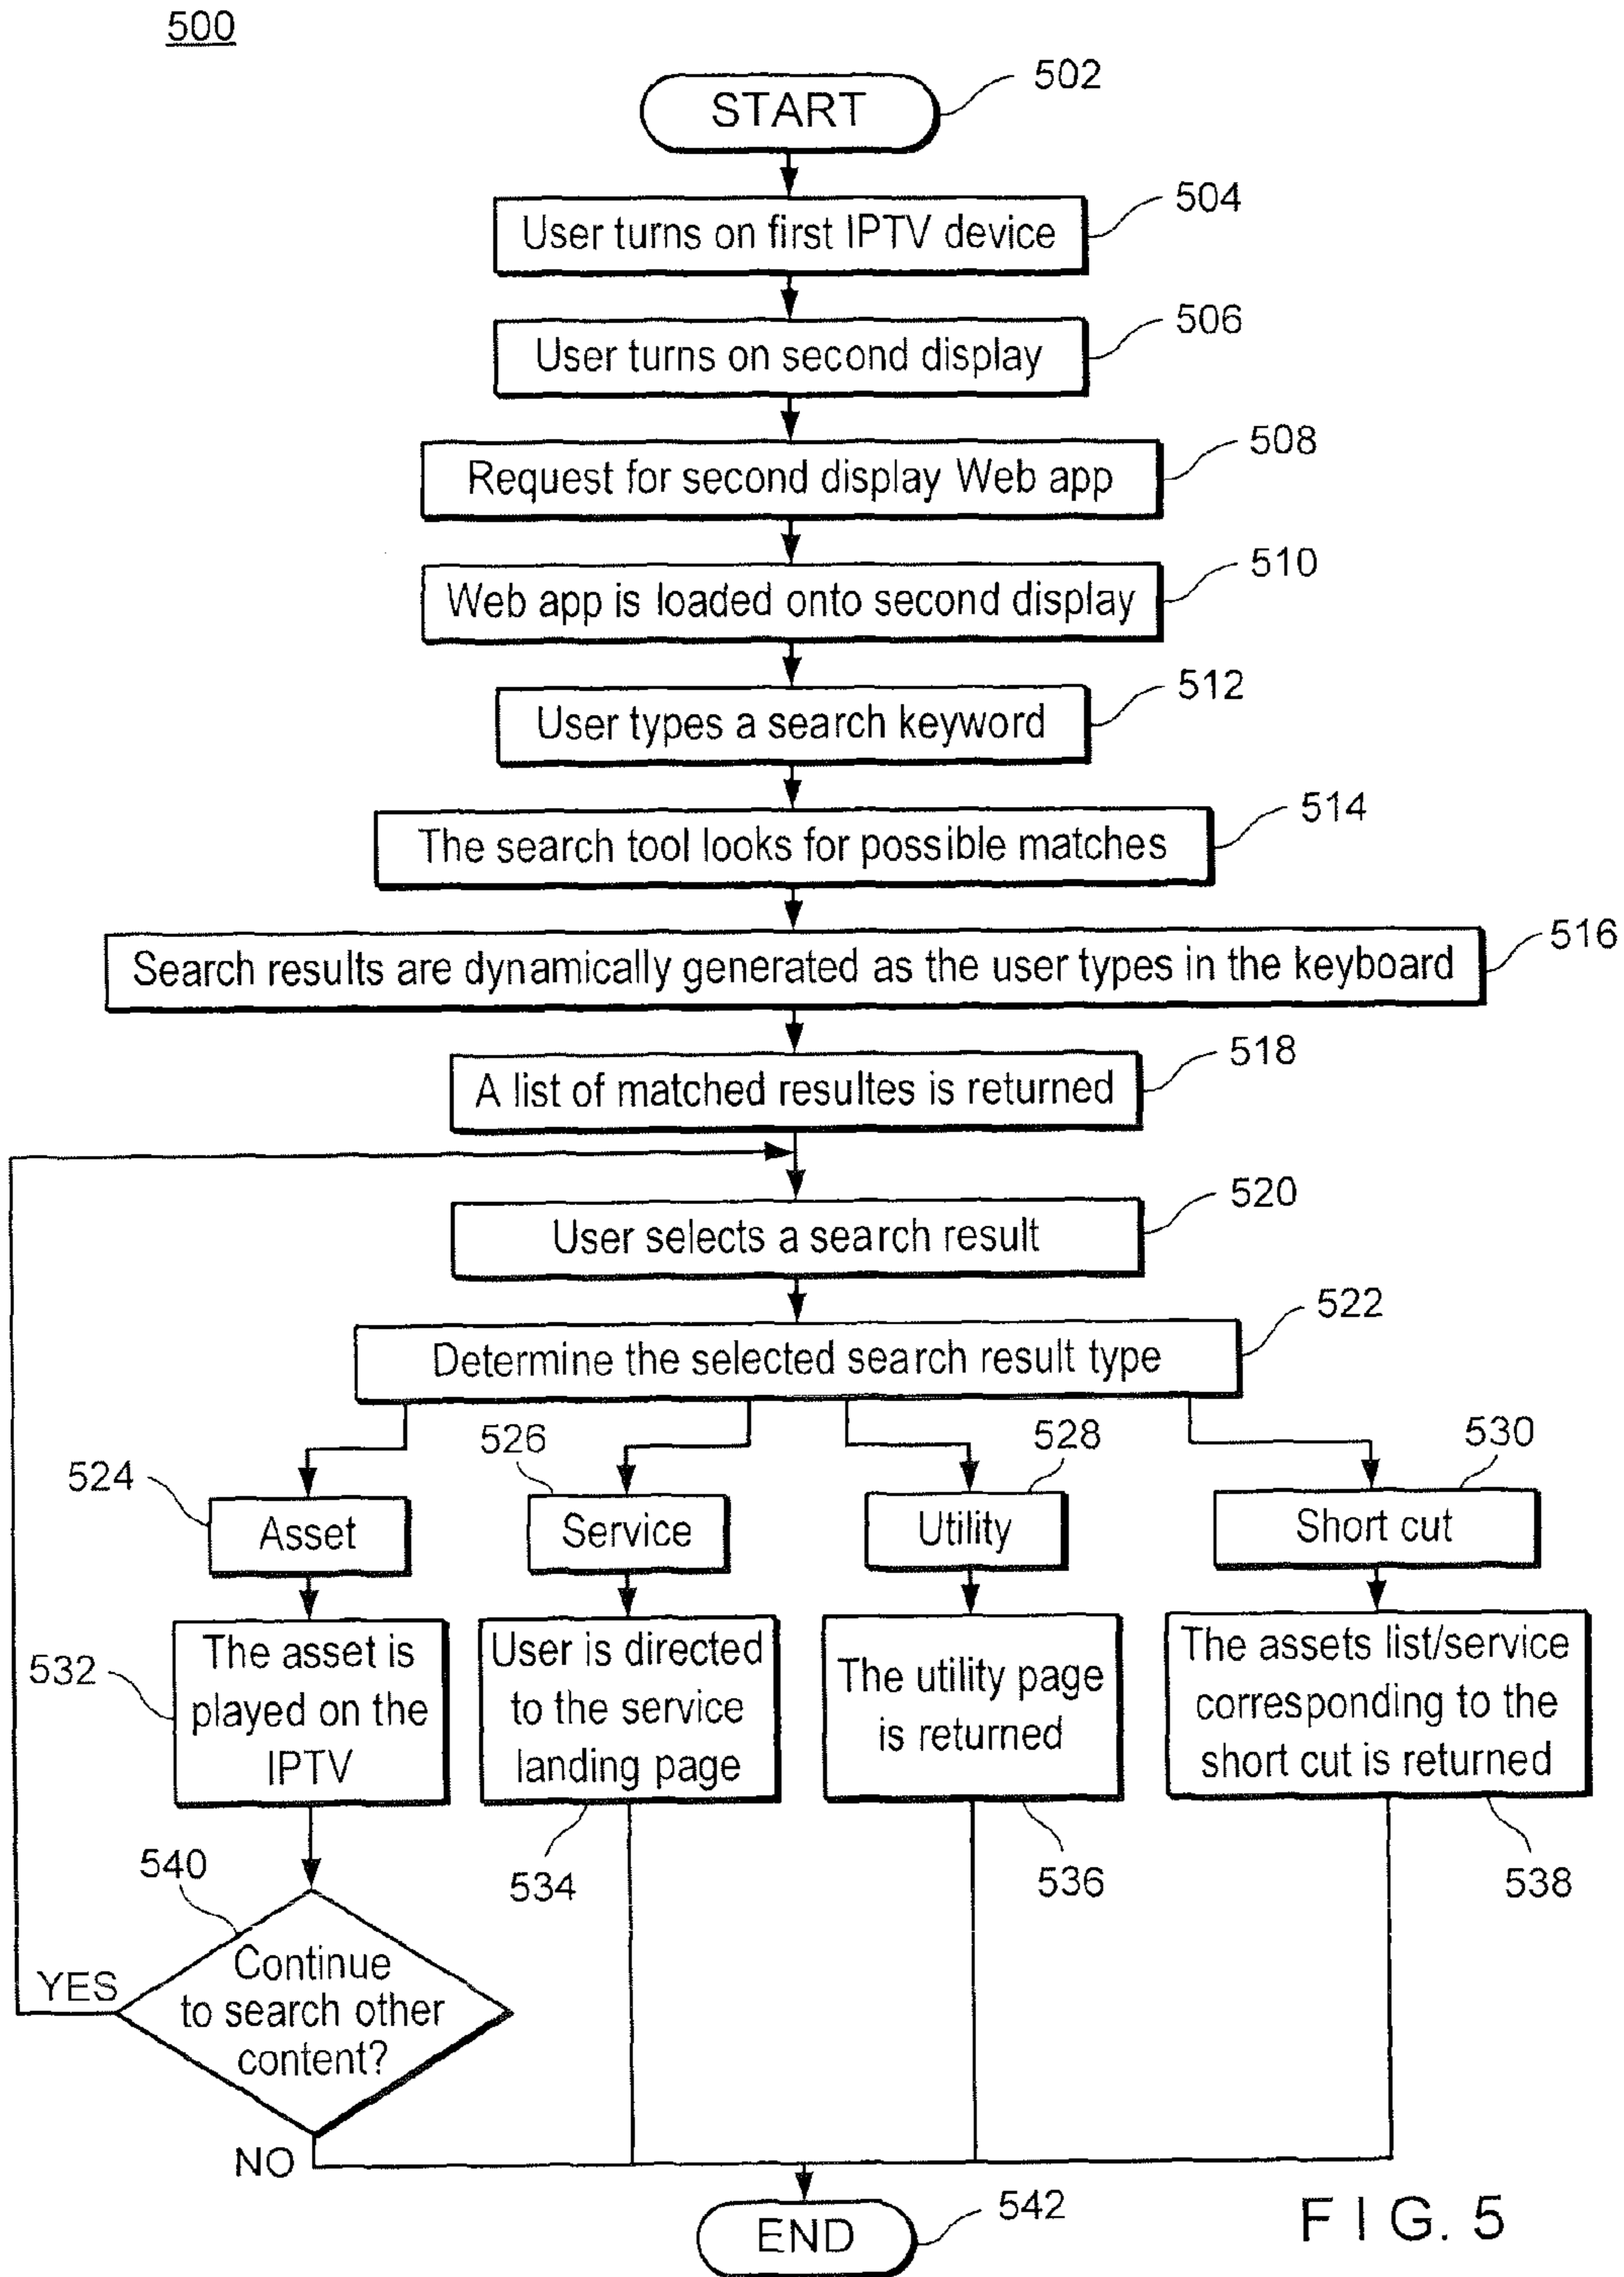 500
START
502
User turns on first IPTV device
504
User turns on second display
506
Request for second display Web app
508
Web app is loaded onto second display
510
User types a search keyword
512
The search tool looks for possible matches
514
Search results are dynamically generated as the user types in the keyboard
516
A list of matched resultes is returned
518
User selects a search result
520
Determine the selected search result type
522
524
Asset
526
Service
528
Utility
530
Short cut
532
The asset is
played on the
IPTV
User is directed
to the service
landing page
534
The utility page
is returned
536
The assets list/service
corresponding to the
short cut is returned
538
540
Continue
to search other
content?
YES
NO
END
542
FIG. 5